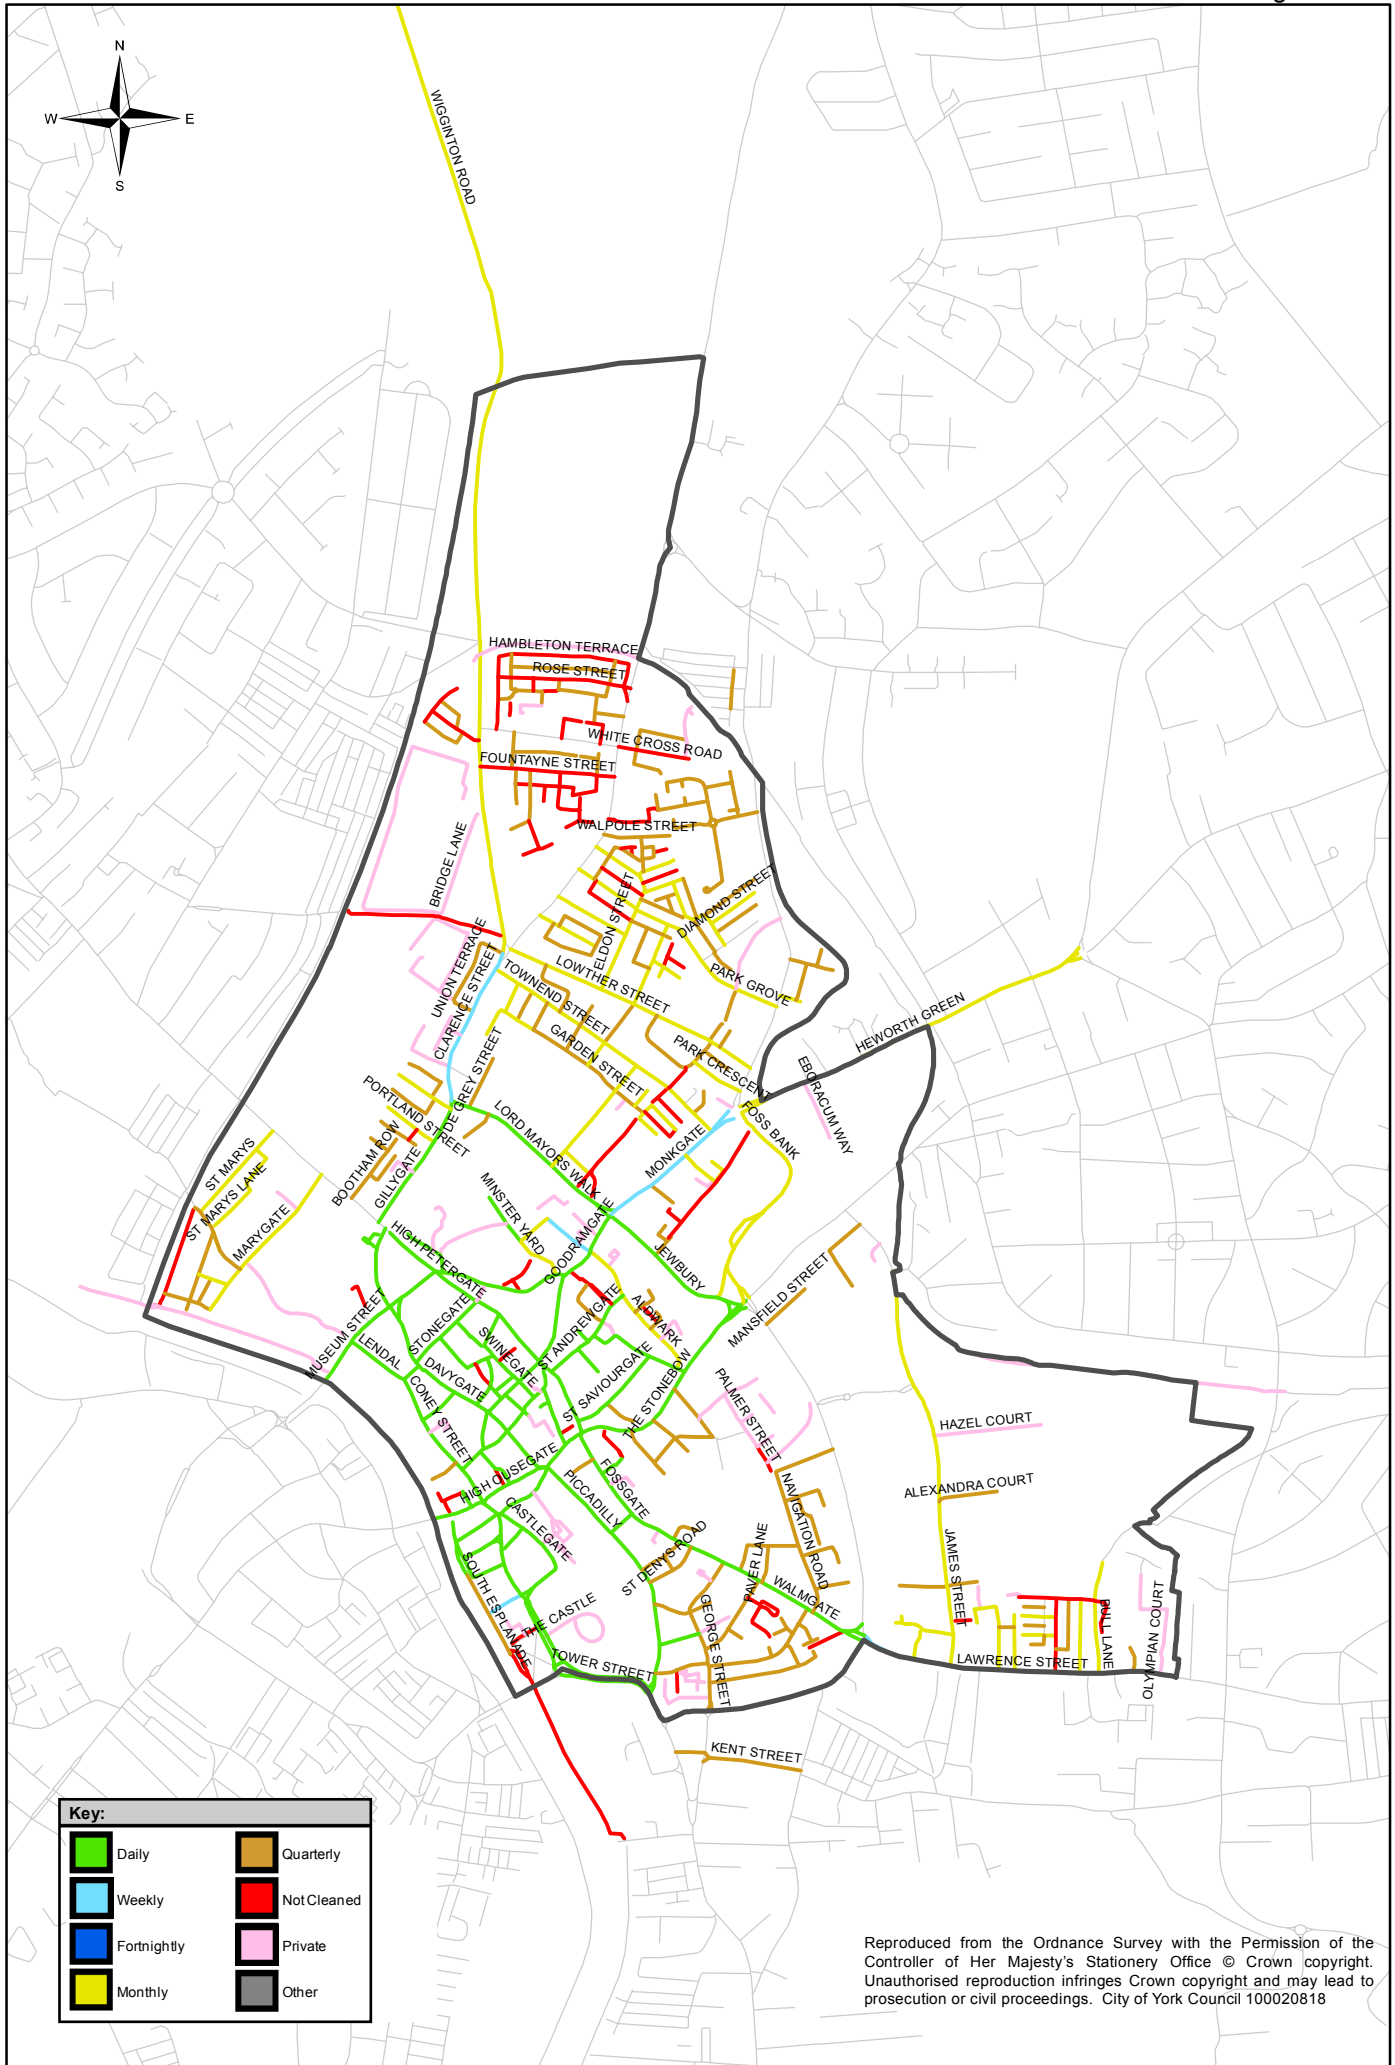 N
W
E
S
WIGGINTON ROAD
HAMBLETON TERRACE
ROSE STREET
WHITE CROSS ROAD
FOUNTAYNE STREET
WALPOLE STREET
BRIDGE LANE
ELDON STREET
DIAMOND STREET
UNION TERRACE
CLARENCE STREET
LOWTHER STREET
TOWNEND STREET
PARK GROVE
GARDEN STREET
HEWORTH GREEN
DE GREY STREET
PARK CRESCENT
EBORACUM WAY
PORTLAND STREET
LORD MAYORS WALK
FOSS BANK
BOOTHAM ROW
MONKGATE
ST MARYS
ST MARYS LANE
GILLYGATE
MARYGATE
MINSTER YARD
HIGH PETERGATE
GOODRAMGATE
JEWBURY
MANSFIELD STREET
MUSEUM STREET
STONEGATE
ST ANDREWGATE
ALDWARK
LENDAL
SWINEGATE
DAVYGATE
ST SAVIOURGATE
THE STONEBOW
CONEY STREET
PALMER STREET
HAZEL COURT
HIGH OUSEGATE
FOSSGATE
PICCADILLY
NAVIGATION ROAD
ALEXANDRA COURT
CASTLEGATE
ST DENYS ROAD
PAVER LANE
JAMES STREET
SOUTH ESPLANADE
THE CASTLE
WALMGATE
GEORGE STREET
BULL LANE
OLYMPIAN COURT
TOWER STREET
LAWRENCE STREET
KENT STREET
Key:
Daily
Quarterly
Weekly
Not Cleaned
Fortnightly
Private
Monthly
Other
Reproduced from the Ordnance Survey with the Permission of the
Controller of Her Majesty's Stationery Office © Crown copyright.
Unauthorised reproduction infringes Crown copyright and may lead to
prosecution or civil proceedings. City of York Council 100020818